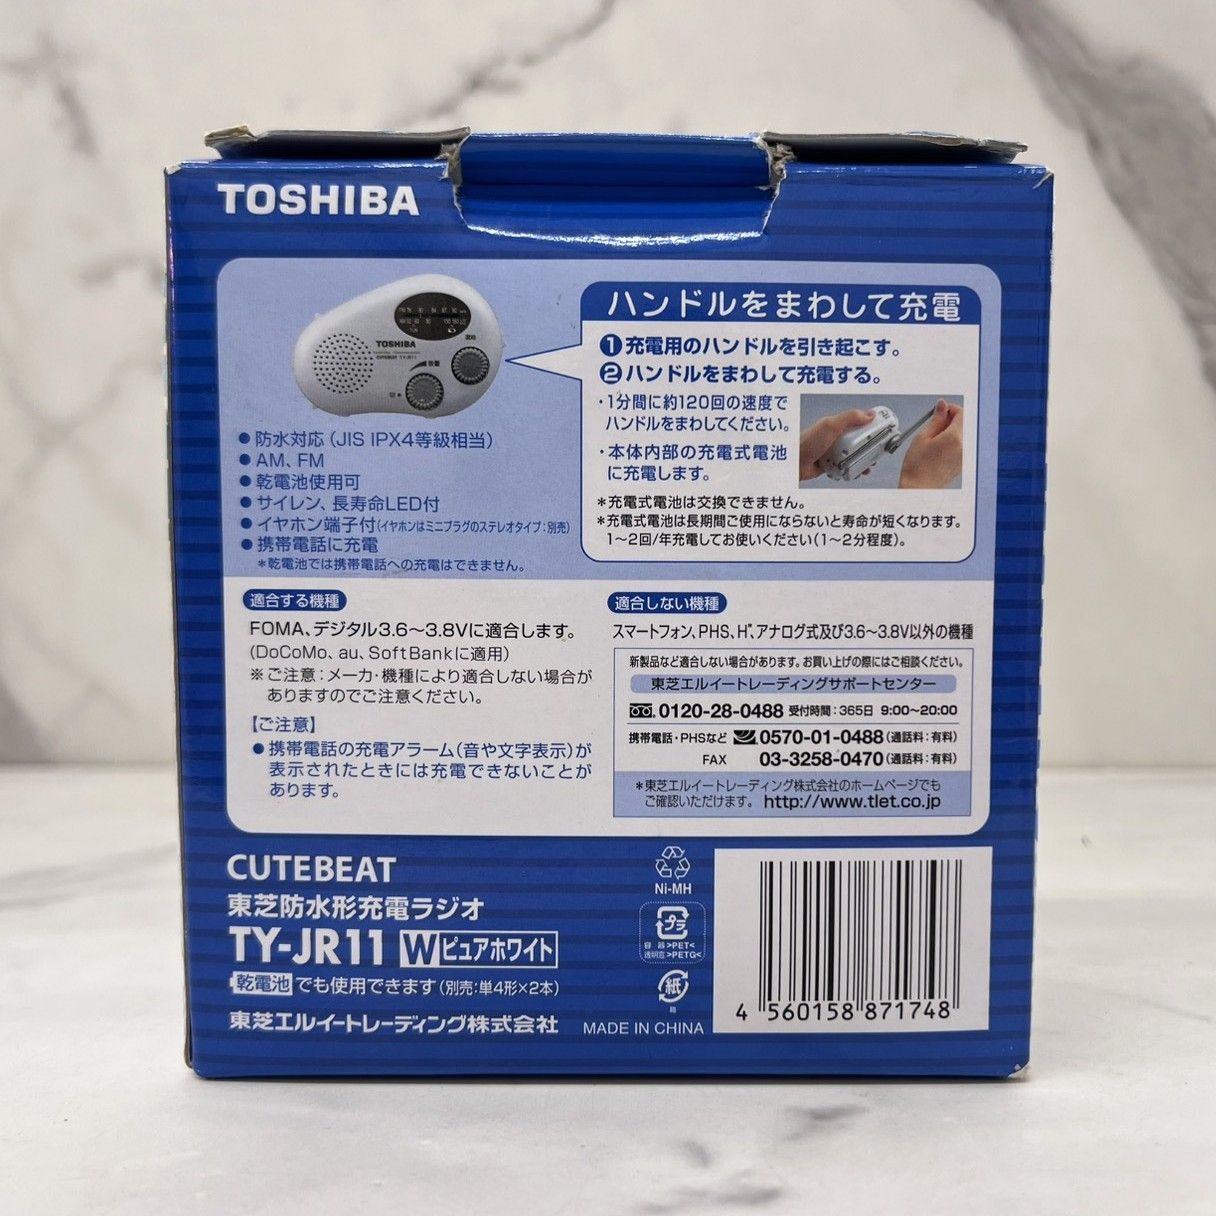 TOSHIBA
TOSHIBA
CUTEBEAT TY-JR11
ハンドルをまわして充電
①充電用のハンドルを引き起こす。
②ハンドルをまわして充電する。
・1分間に約120回の速度で
ハンドルをまわしてください。
・本体内部の充電式電池
に充電します。
＊充電式電池は交換できません。
＊充電式電池は長期間ご使用にならないと寿命が短くなります。
1～2回/年充電してお使いください(1～2分程度)。
●防水対応(JIS IPX4等級相当)
●AM、FM
●乾電池使用可
●サイレン、長寿命LED付
●イヤホン端子付(イヤホンはミニプラグのステレオタイプ：別売)
●携帯電話に充電
＊乾電池では携帯電話への充電はできません。
適合する機種
FOMA、デジタル3.6～3.8Vに適合します。
(DoCoMo、au、SoftBankに適用)
※ご注意：メーカ・機種により適合しない場合が
ありますのでご注意ください。
【ご注意】
●携帯電話の充電アラーム(音や文字表示)が
表示されたときには充電できないことが
あります。
適合しない機種
スマートフォン、PHS、H"、アナログ式及び3.6～3.8V以外の機種
新製品など適合しない場合があります。お買い上げの際にはご相談ください。
東芝エルイートレーディングサポートセンター
0120-28-0488 受付時間：365日 9:00～20:00
携帯電話・PHSなど 0570-01-0488(通話料：有料)
FAX 03-3258-0470(通話料：有料)
＊東芝エルイートレーディング株式会社のホームページでも
ご確認いただけます。 http://www.tlet.co.jp
CUTEBEAT
東芝防水形充電ラジオ
TY-JR11 W ピュアホワイト
乾電池でも使用できます(別売：単4形×2本)
東芝エルイートレーディング株式会社
Ni-MH
プラ
容器 >PET<
透明窓 >PETG<
紙
箱
MADE IN CHINA
4 560158 871748